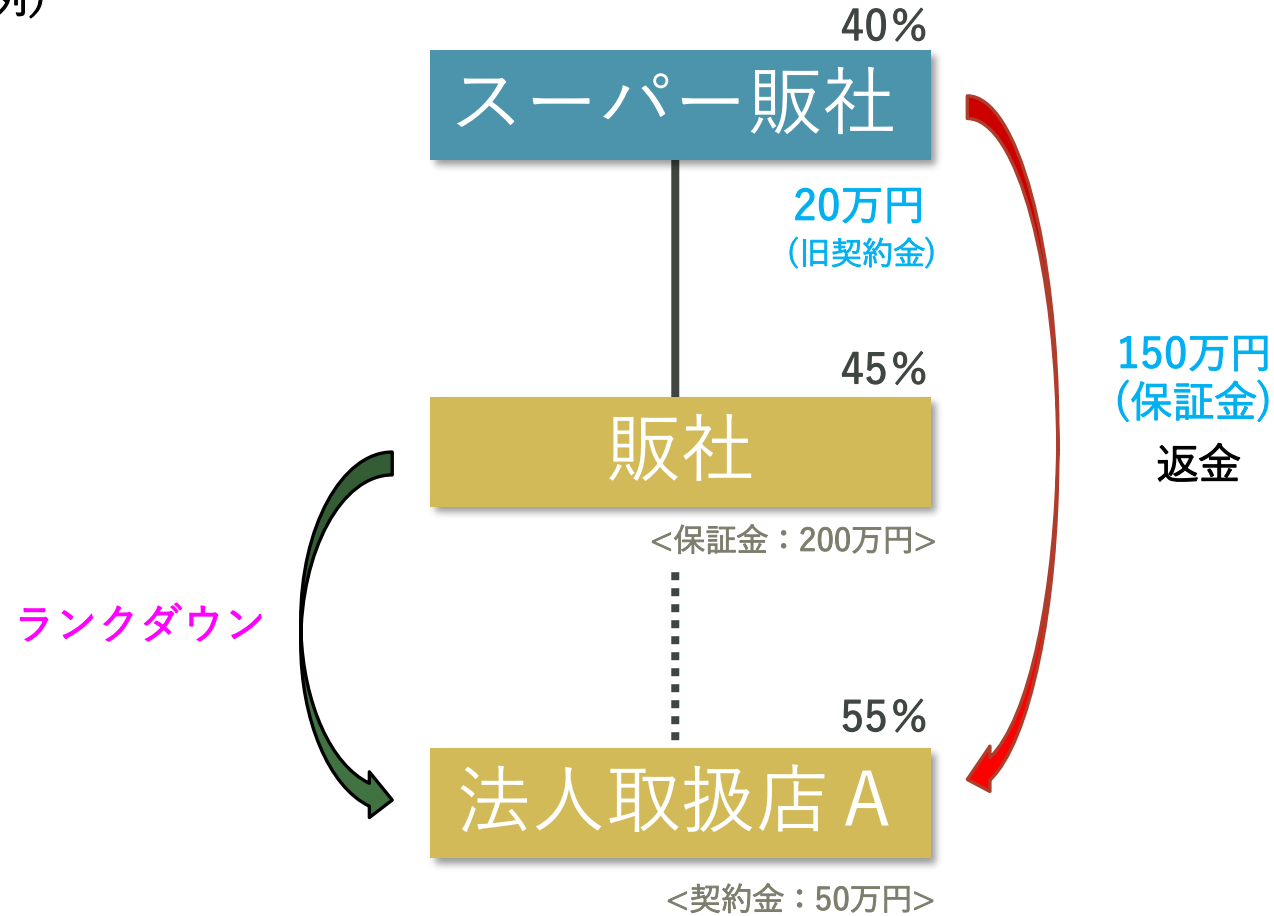 列）
40%
スーパー販社
20万円
（旧契約金）
45%
販社
<保証金：200万円>
150万円
（保証金）
返金
ランクダウン
55%
法人取扱店A
<契約金：50万円>